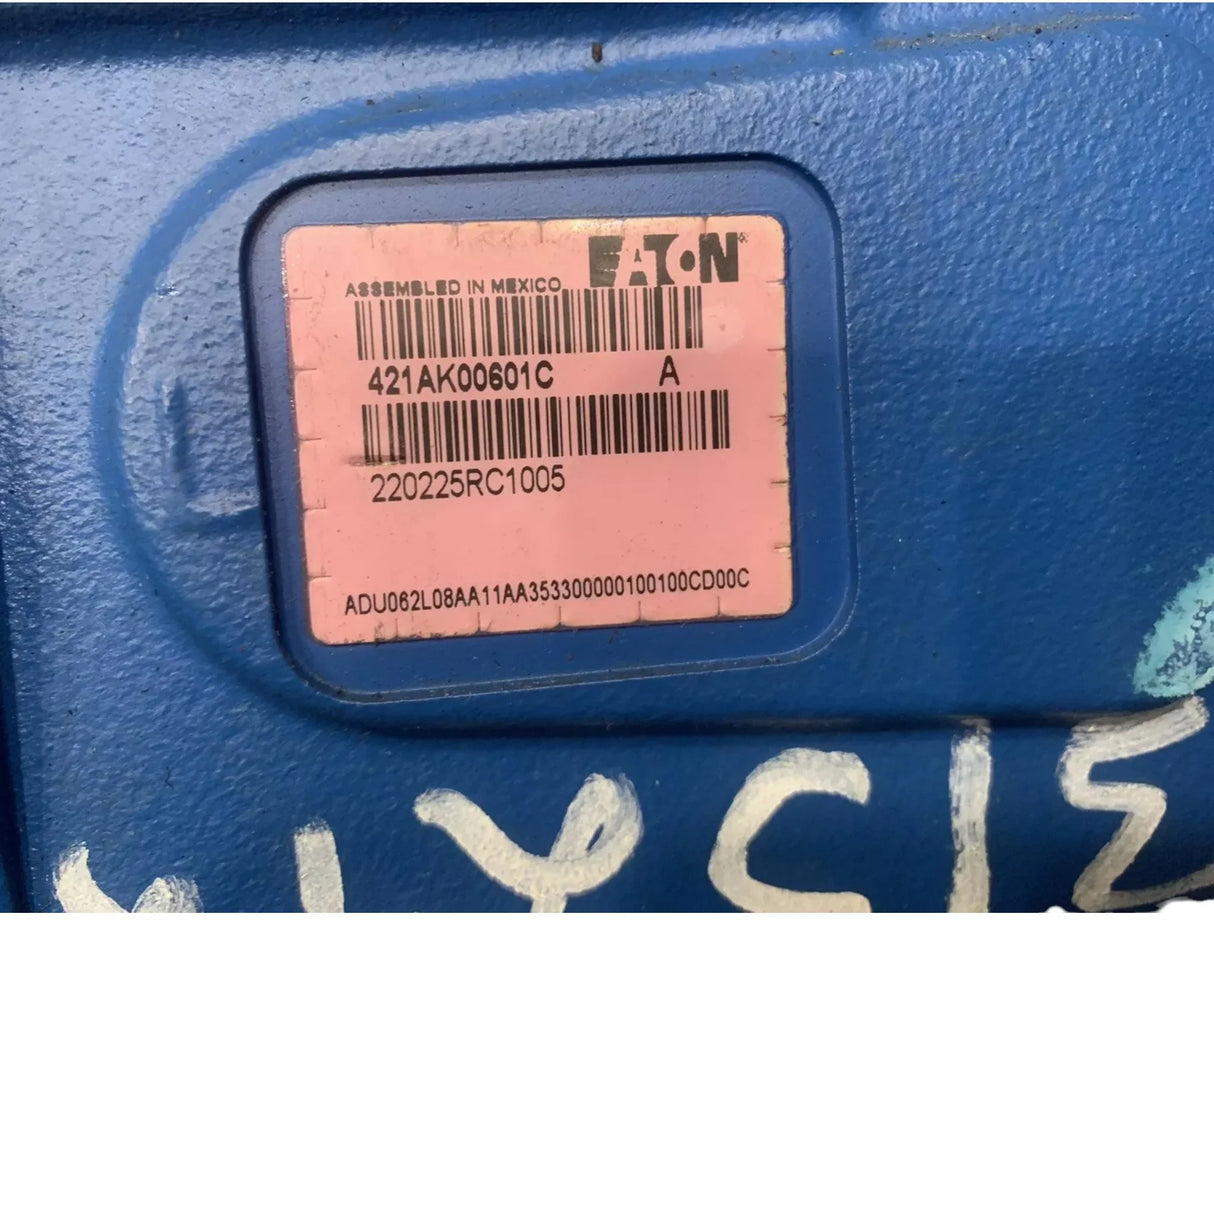 EATON®
ASSEMBLED IN MEXICO
421AK00601C A
220225RC1005
ADU062L08AA11AA353300000100100CD00C